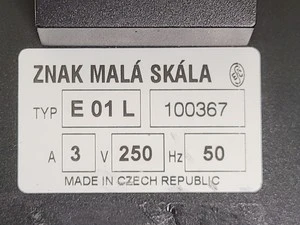 ZNAK MALÁ SKÁLA
TYP E 01 L 100367
A 3 V 250 Hz 50
MADE IN CZECH REPUBLIC